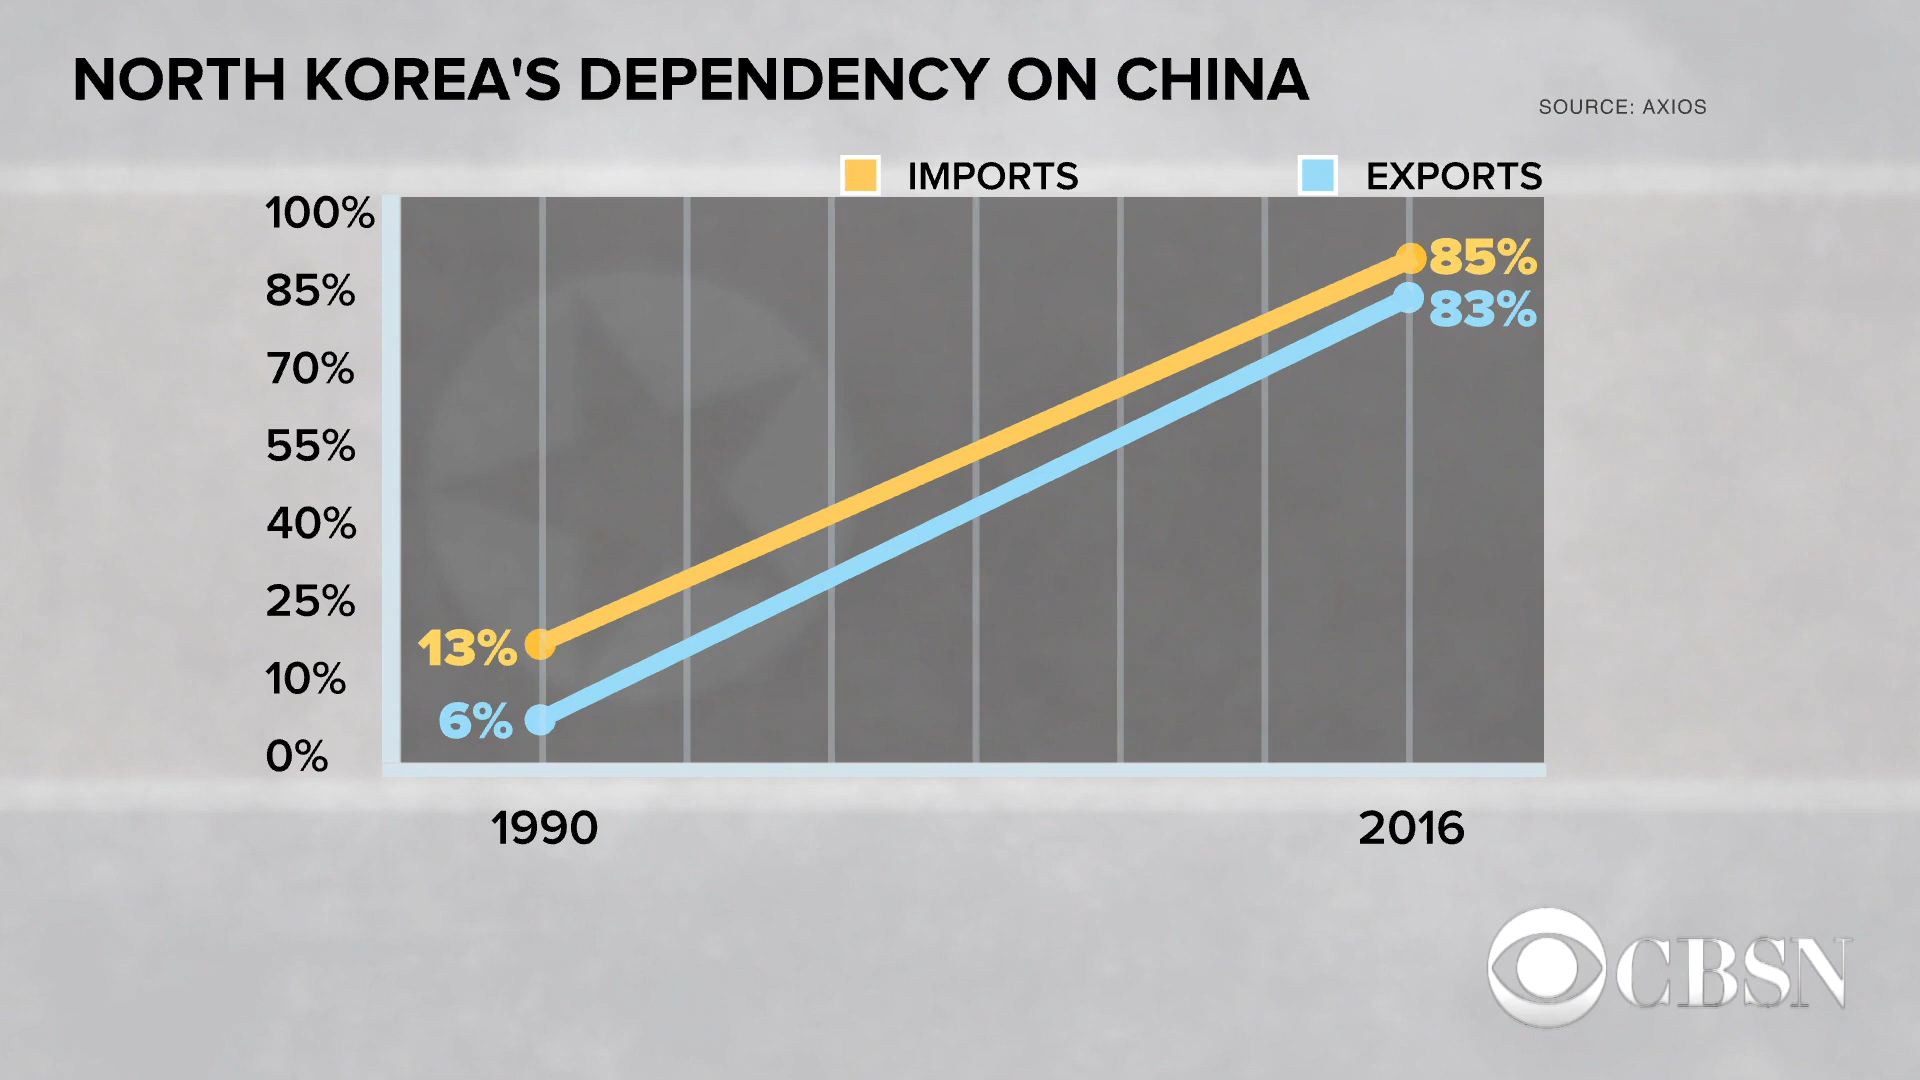 NORTH KOREA'S DEPENDENCY ON CHINA
SOURCE: AXIOS
IMPORTS
EXPORTS
100%
85%
70%
55%
40%
25%
10%
0%
85%
83%
13%
6%
1990
2016
CBSN